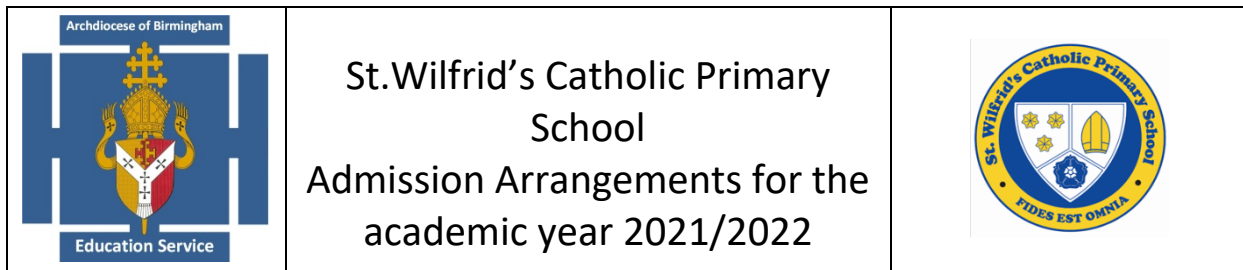 Archdiocese of Birmingham
Education Service
St.Wilfrid’s Catholic Primary
School
Admission Arrangements for the
academic year 2021/2022
St. Wilfrid's Catholic Primary School
FIDES EST OMNIA